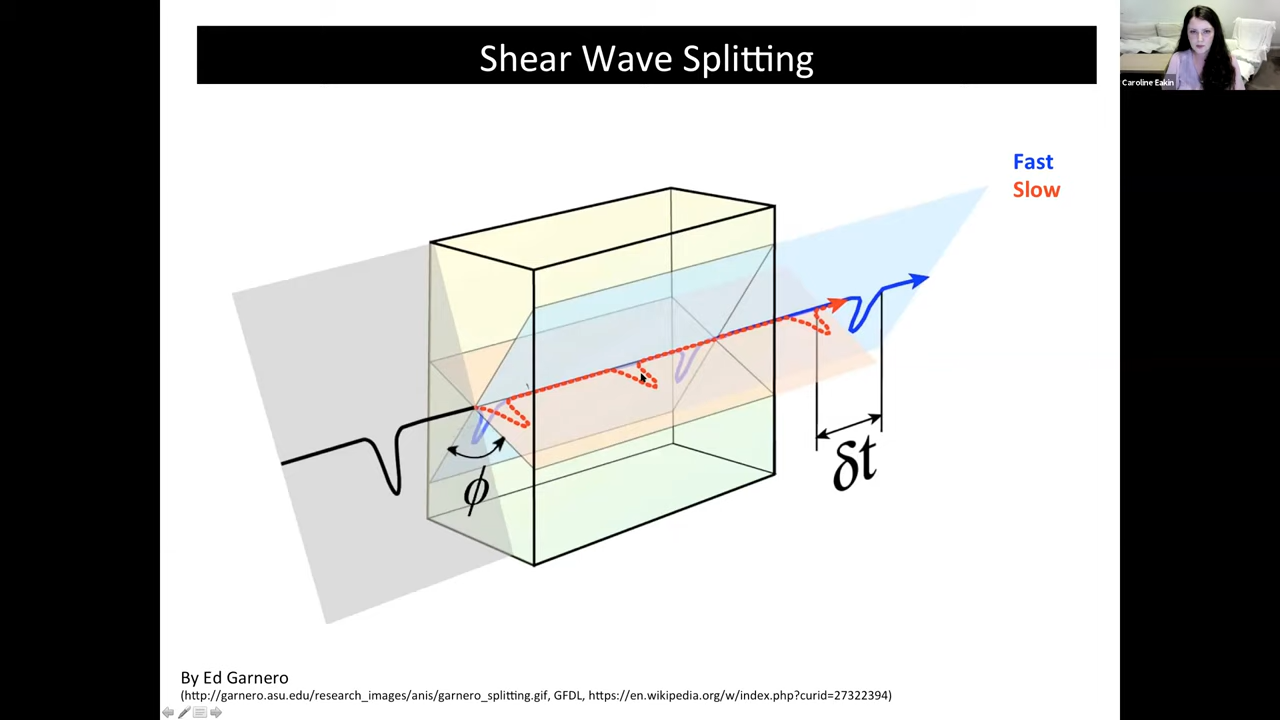 Shear Wave Splitting
Caroline Eakin
Fast
Slow
ϕ
δt
By Ed Garnero
(http://garnero.asu.edu/research_images/anis/garnero_splitting.gif, GFDL, https://en.wikipedia.org/w/index.php?curid=27322394)